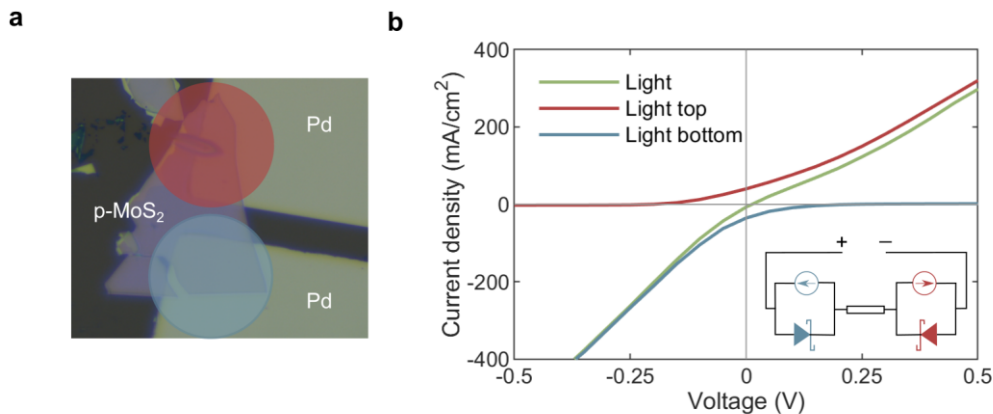 a
Pd
p-MoS₂
Pd
b
Current density (mA/cm²)
400
200
0
-200
-400
Light
Light top
Light bottom
+ −
-0.5 -0.25 0 0.25 0.5
Voltage (V)